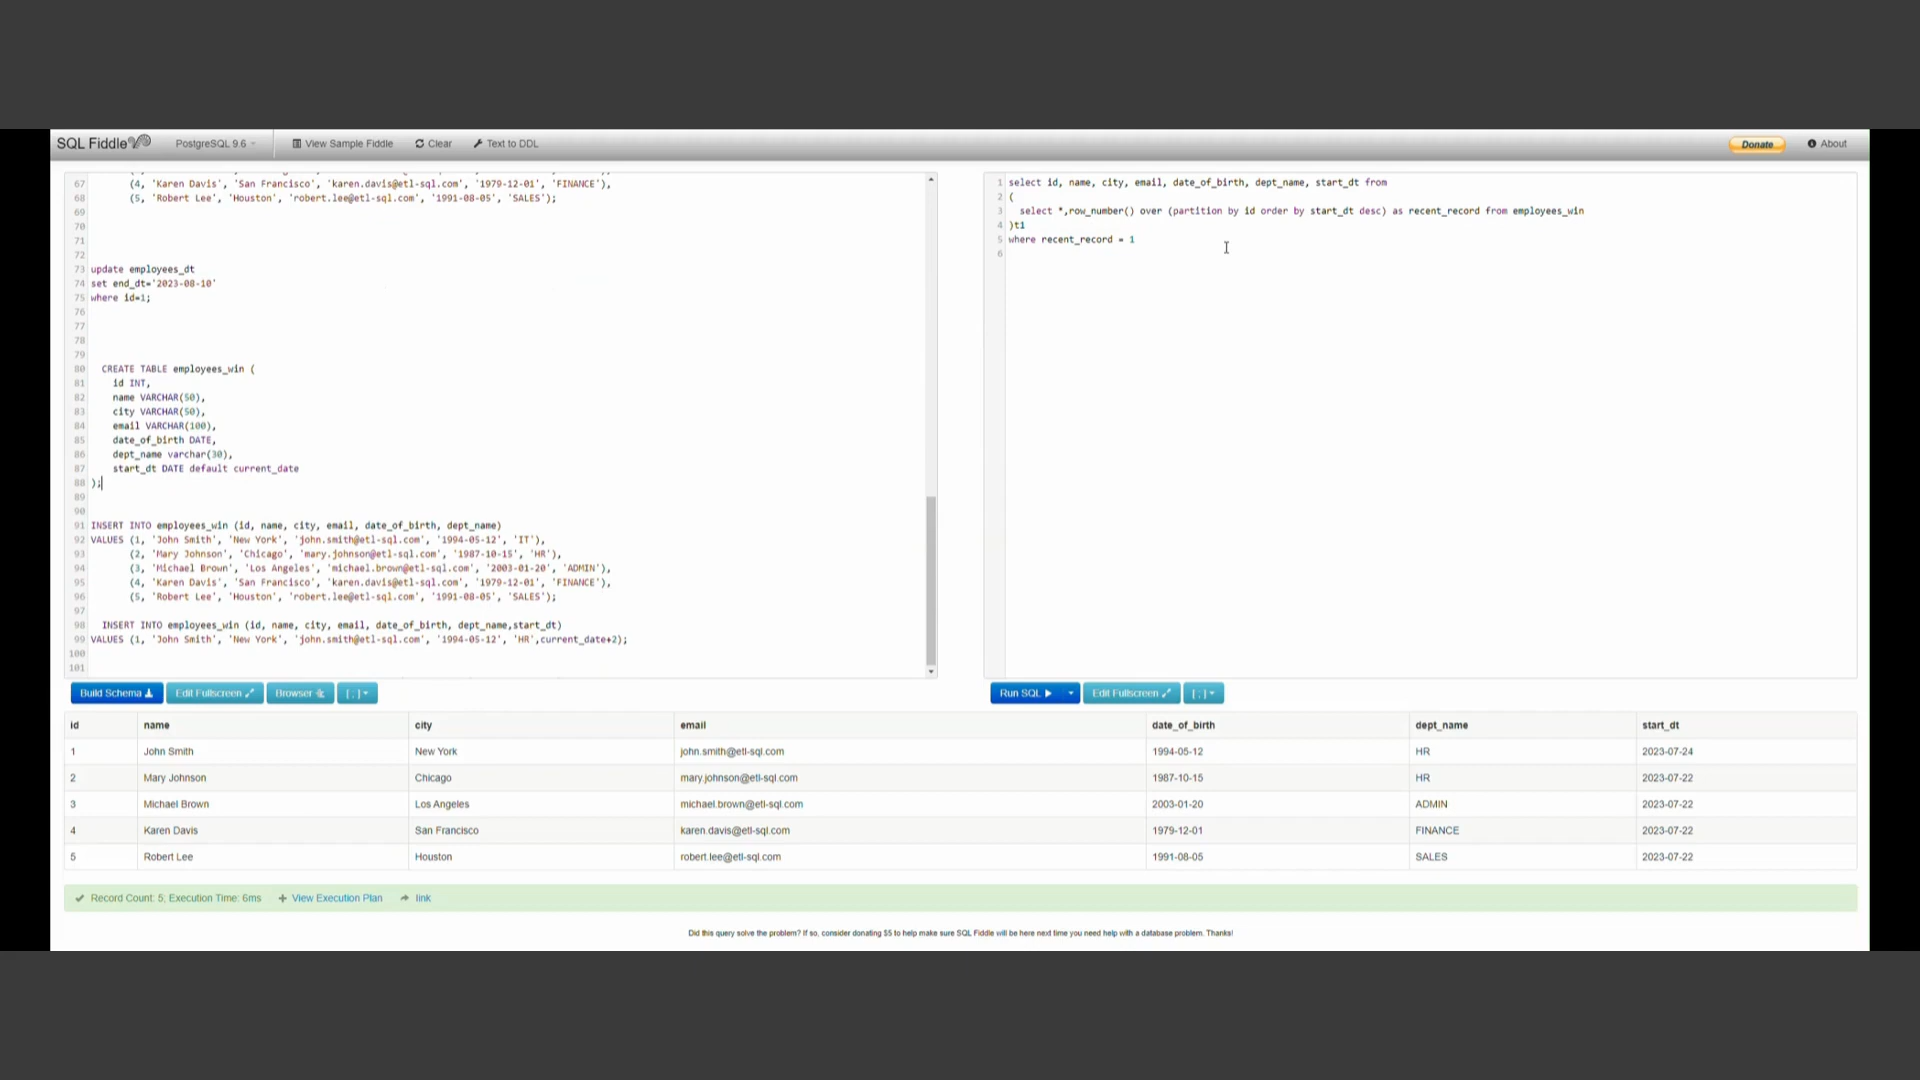 SQL Fiddle
PostgreSQL 9.6
View Sample Fiddle
Clear
Text to DDL
Donate
About
67 (4, 'Karen Davis', 'San Francisco', 'karen.davis@etl-sql.com', '1979-12-01', 'FINANCE'),
68 (5, 'Robert Lee', 'Houston', 'robert.lee@etl-sql.com', '1991-08-05', 'SALES');
69
70
71
72
73 update employees_dt
74 set end_dt='2023-08-10'
75 where id=1;
76
77
78
79
80 CREATE TABLE employees_win (
81 id INT,
82 name VARCHAR(50),
83 city VARCHAR(50),
84 email VARCHAR(100),
85 date_of_birth DATE,
86 dept_name varchar(30),
87 start_dt DATE default current_date
88 );
89
90
91 INSERT INTO employees_win (id, name, city, email, date_of_birth, dept_name)
92 VALUES (1, 'John Smith', 'New York', 'john.smith@etl-sql.com', '1994-05-12', 'IT'),
93 (2, 'Mary Johnson', 'Chicago', 'mary.johnson@etl-sql.com', '1987-10-15', 'HR'),
94 (3, 'Michael Brown', 'Los Angeles', 'michael.brown@etl-sql.com', '2003-01-20', 'ADMIN'),
95 (4, 'Karen Davis', 'San Francisco', 'karen.davis@etl-sql.com', '1979-12-01', 'FINANCE'),
96 (5, 'Robert Lee', 'Houston', 'robert.lee@etl-sql.com', '1991-08-05', 'SALES');
97
98 INSERT INTO employees_win (id, name, city, email, date_of_birth, dept_name,start_dt)
99 VALUES (1, 'John Smith', 'New York', 'john.smith@etl-sql.com', '1994-05-12', 'HR',current_date+2);
100
101
1 select id, name, city, email, date_of_birth, dept_name, start_dt from
2 (
3 select *,row_number() over (partition by id order by start_dt desc) as recent_record from employees_win
4 )t1
5 where recent_record = 1
6
Build Schema
Edit Fullscreen
Browser
[ ; ]
Run SQL
Edit Fullscreen
[ ; ]
id name city email date_of_birth dept_name start_dt
1 John Smith New York john.smith@etl-sql.com 1994-05-12 HR 2023-07-24
2 Mary Johnson Chicago mary.johnson@etl-sql.com 1987-10-15 HR 2023-07-22
3 Michael Brown Los Angeles michael.brown@etl-sql.com 2003-01-20 ADMIN 2023-07-22
4 Karen Davis San Francisco karen.davis@etl-sql.com 1979-12-01 FINANCE 2023-07-22
5 Robert Lee Houston robert.lee@etl-sql.com 1991-08-05 SALES 2023-07-22
Record Count: 5; Execution Time: 6ms
View Execution Plan
link
Did this query solve the problem? If so, consider donating $5 to help make sure SQL Fiddle will be here next time you need help with a database problem. Thanks!